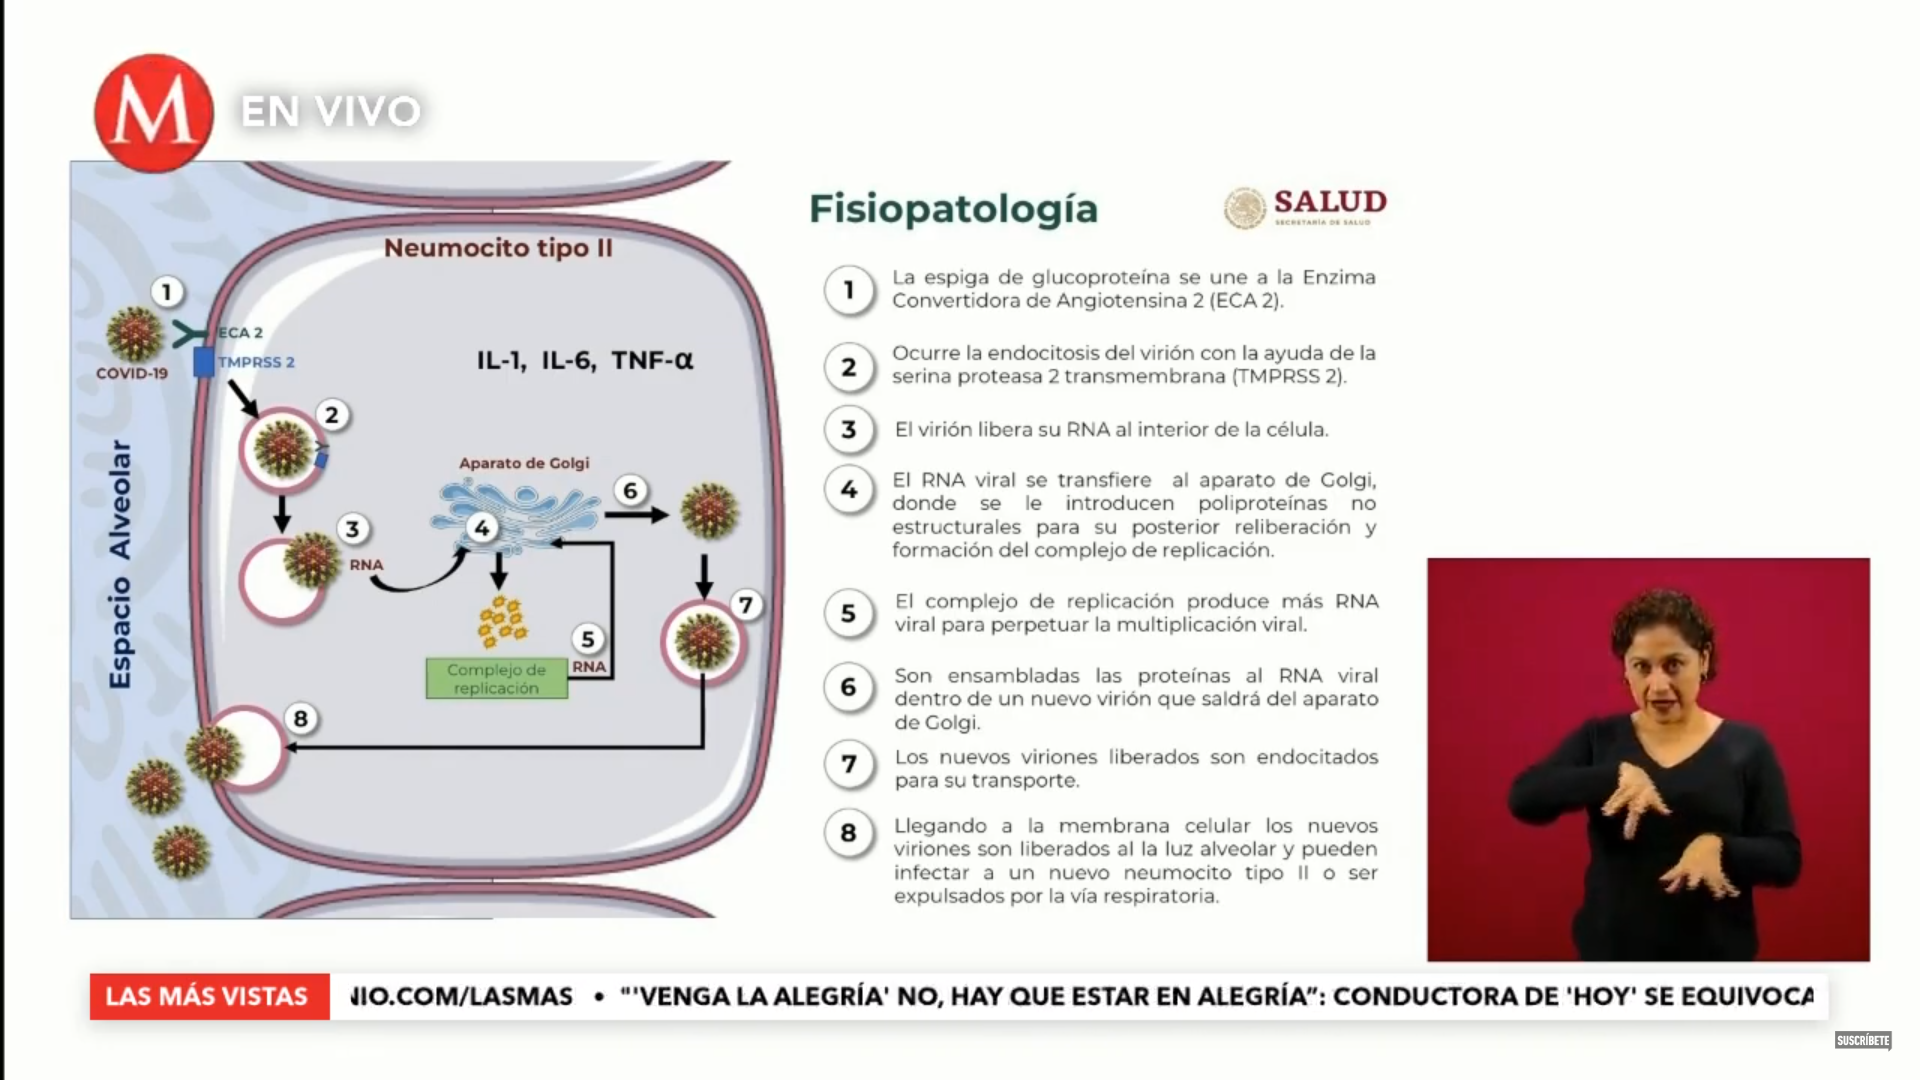 M EN VIVO
Neumocito tipo II
1
ECA 2
TMPRSS 2
COVID-19
IL-1, IL-6, TNF-α
2
Aparato de Golgi
6
3
4
RNA
Espacio Alveolar
5
RNA
7
Complejo de
replicación
8
Fisiopatología
SALUD
SECRETARÍA DE SALUD
1 La espiga de glucoproteína se une a la Enzima
Convertidora de Angiotensina 2 (ECA 2).
2 Ocurre la endocitosis del virión con la ayuda de la
serina proteasa 2 transmembrana (TMPRSS 2).
3 El virión libera su RNA al interior de la célula.
4 El RNA viral se transfiere al aparato de Golgi,
donde se le introducen poliproteínas no
estructurales para su posterior reliberación y
formación del complejo de replicación.
5 El complejo de replicación produce más RNA
viral para perpetuar la multiplicación viral.
6 Son ensambladas las proteínas al RNA viral
dentro de un nuevo virión que saldrá del aparato
de Golgi.
7 Los nuevos viriones liberados son endocitados
para su transporte.
8 Llegando a la membrana celular los nuevos
viriones son liberados al la luz alveolar y pueden
infectar a un nuevo neumocito tipo II o ser
expulsados por la vía respiratoria.
LAS MÁS VISTAS NIO.COM/LASMAS • "'VENGA LA ALEGRÍA' NO, HAY QUE ESTAR EN ALEGRÍA”: CONDUCTORA DE 'HOY' SE EQUIVOCA
SUSCRÍBETE